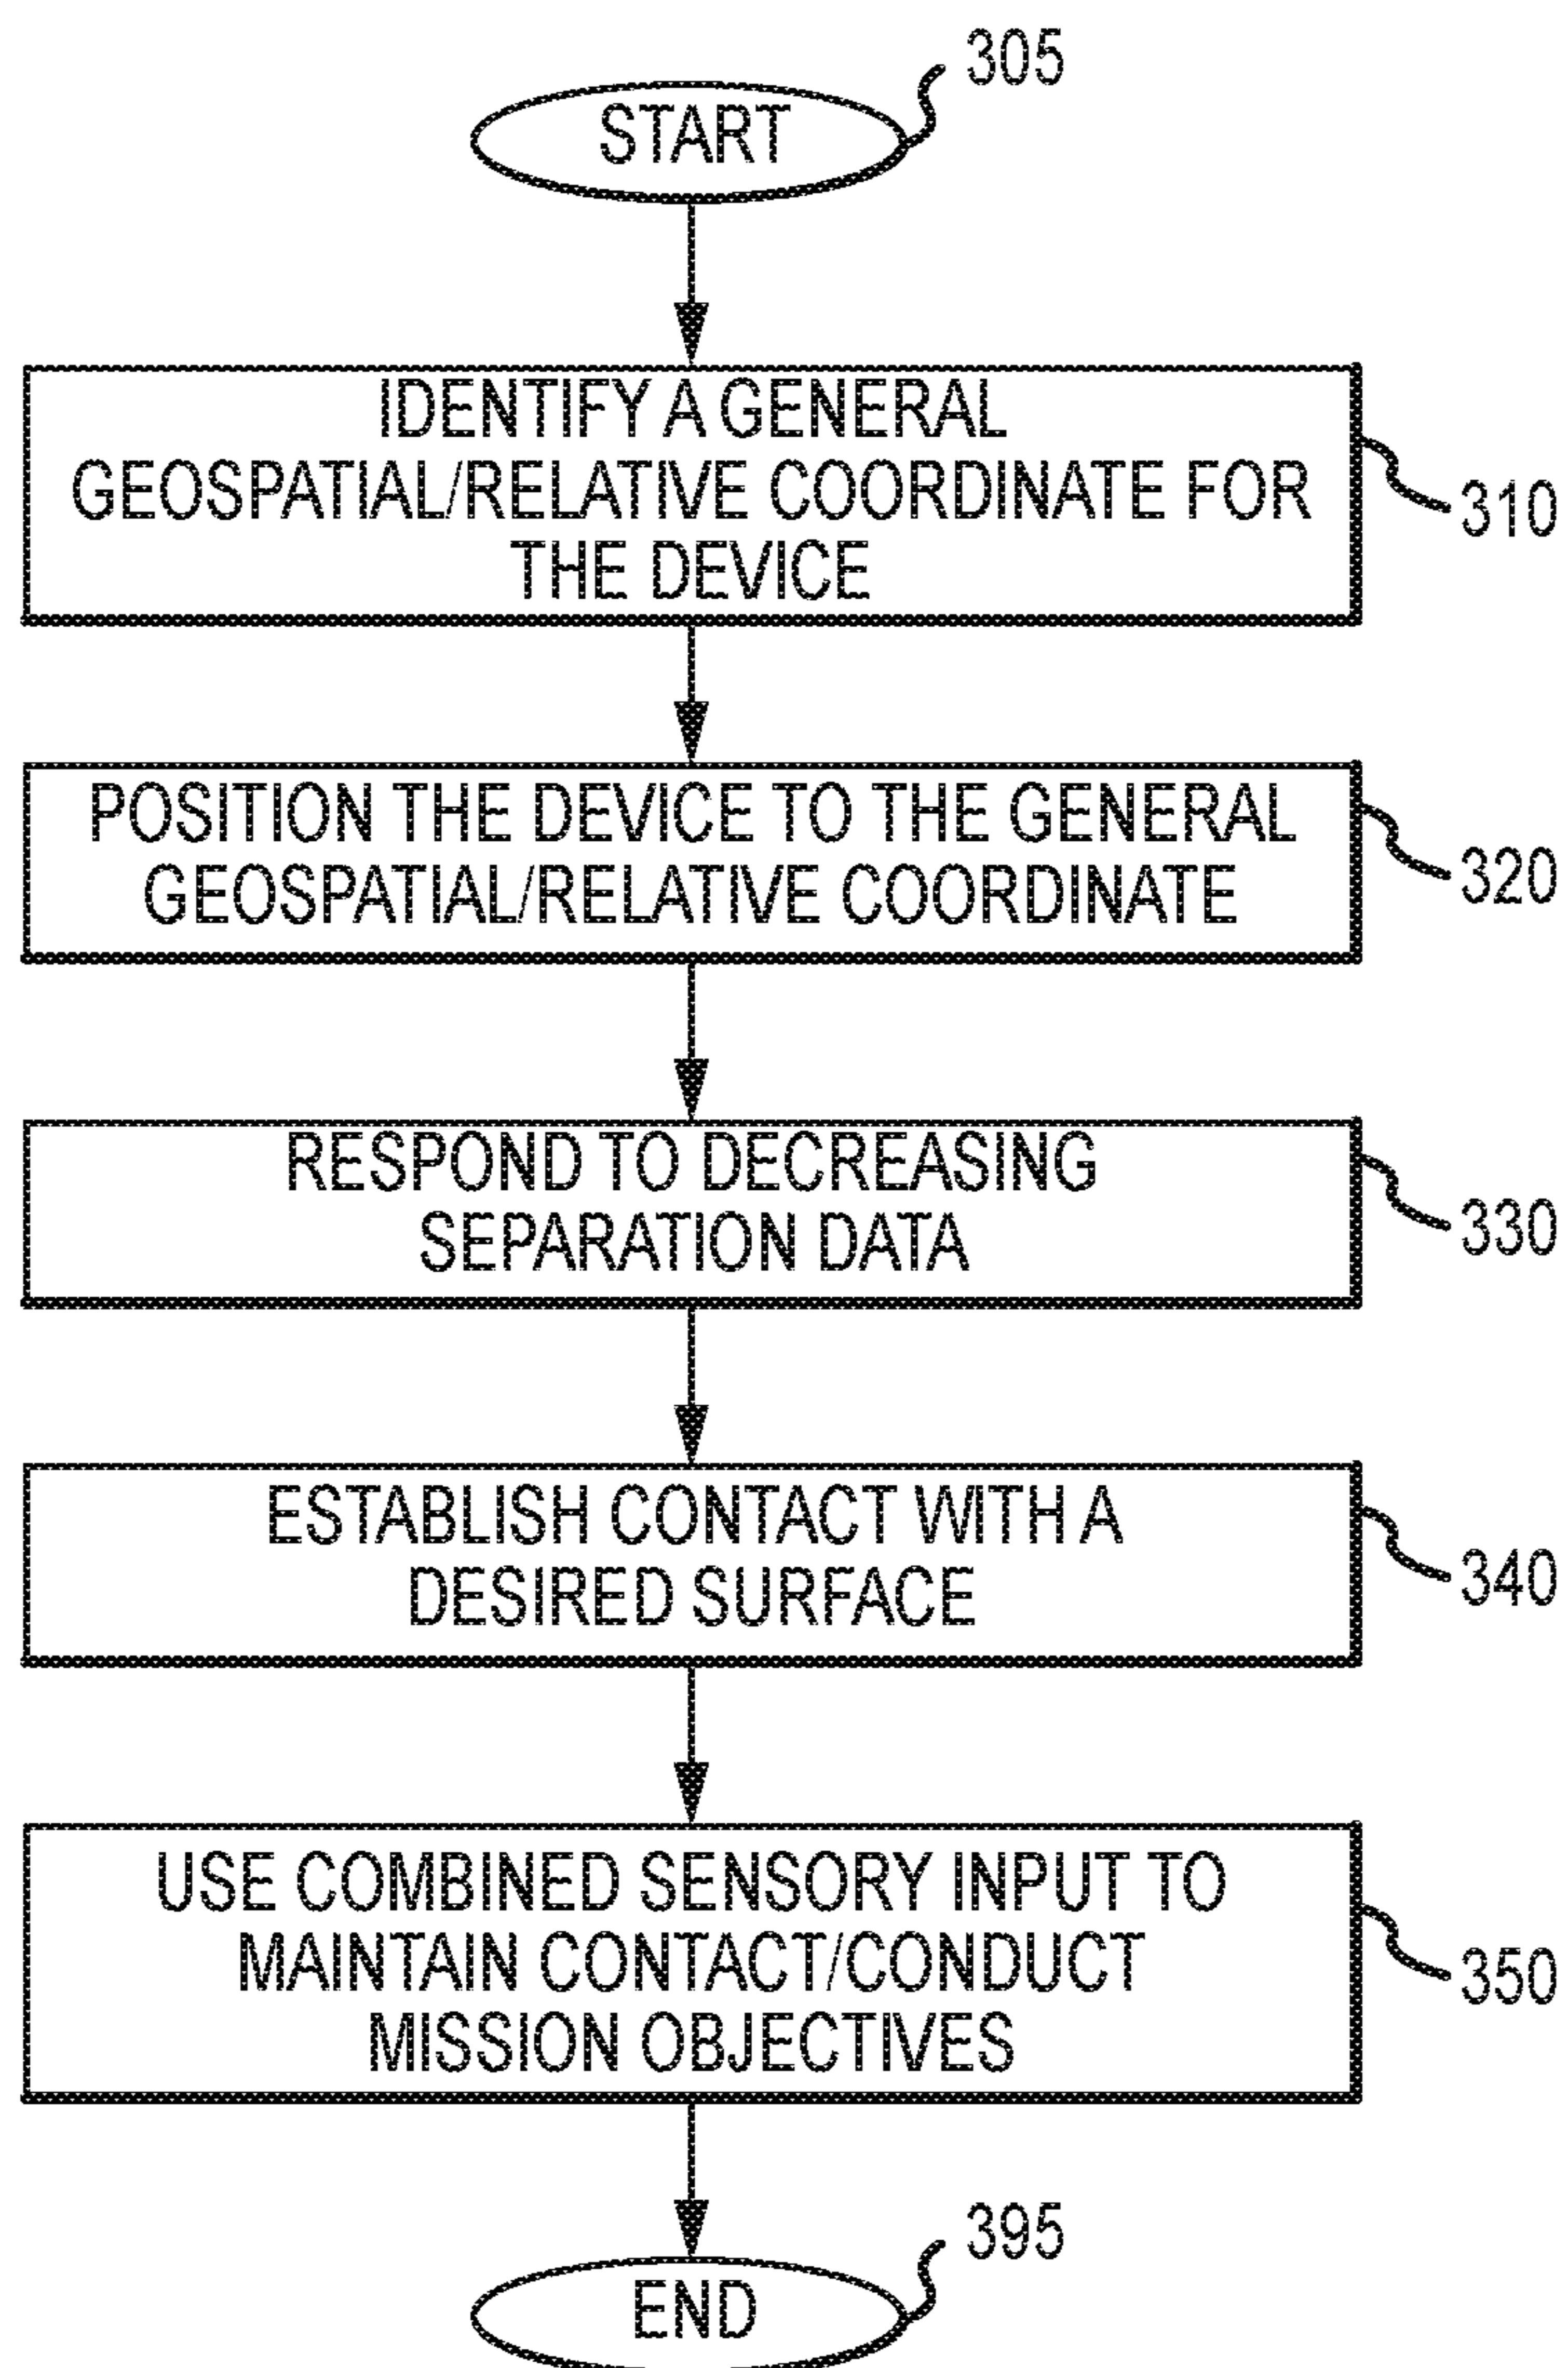 305
START
IDENTIFY A GENERAL
GEOSPATIAL/RELATIVE COORDINATE FOR
THE DEVICE
310
POSITION THE DEVICE TO THE GENERAL
GEOSPATIAL/RELATIVE COORDINATE
320
RESPOND TO DECREASING
SEPARATION DATA
330
ESTABLISH CONTACT WITH A
DESIRED SURFACE
340
USE COMBINED SENSORY INPUT TO
MAINTAIN CONTACT/CONDUCT
MISSION OBJECTIVES
350
395
END